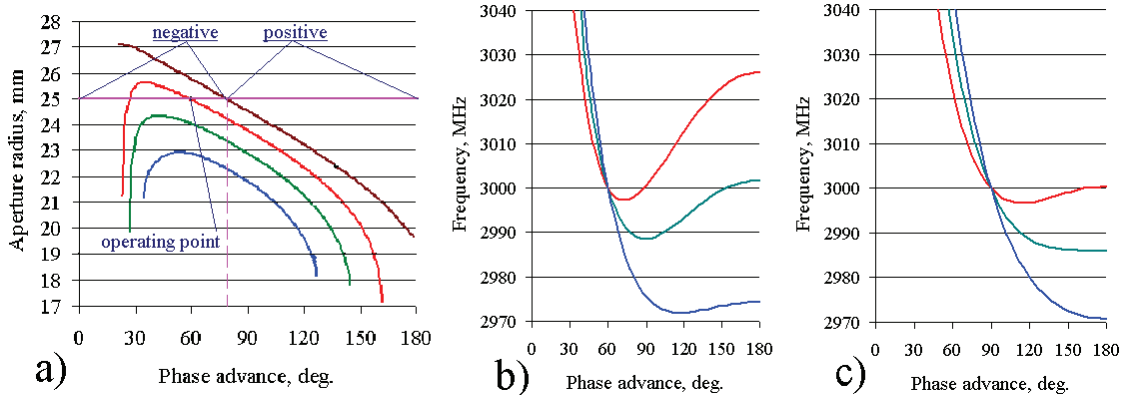 28
27
26
25
24
23
22
21
20
19
18
17
Aperture radius, mm
negative
positive
operating point
0 30 60 90 120 150 180
Phase advance, deg.
a)
3040
3030
3020
3010
3000
2990
2980
2970
Frequency, MHz
0 30 60 90 120 150 180
Phase advance, deg.
b)
3040
3030
3020
3010
3000
2990
2980
2970
Frequency, MHz
0 30 60 90 120 150 180
Phase advance, deg.
c)